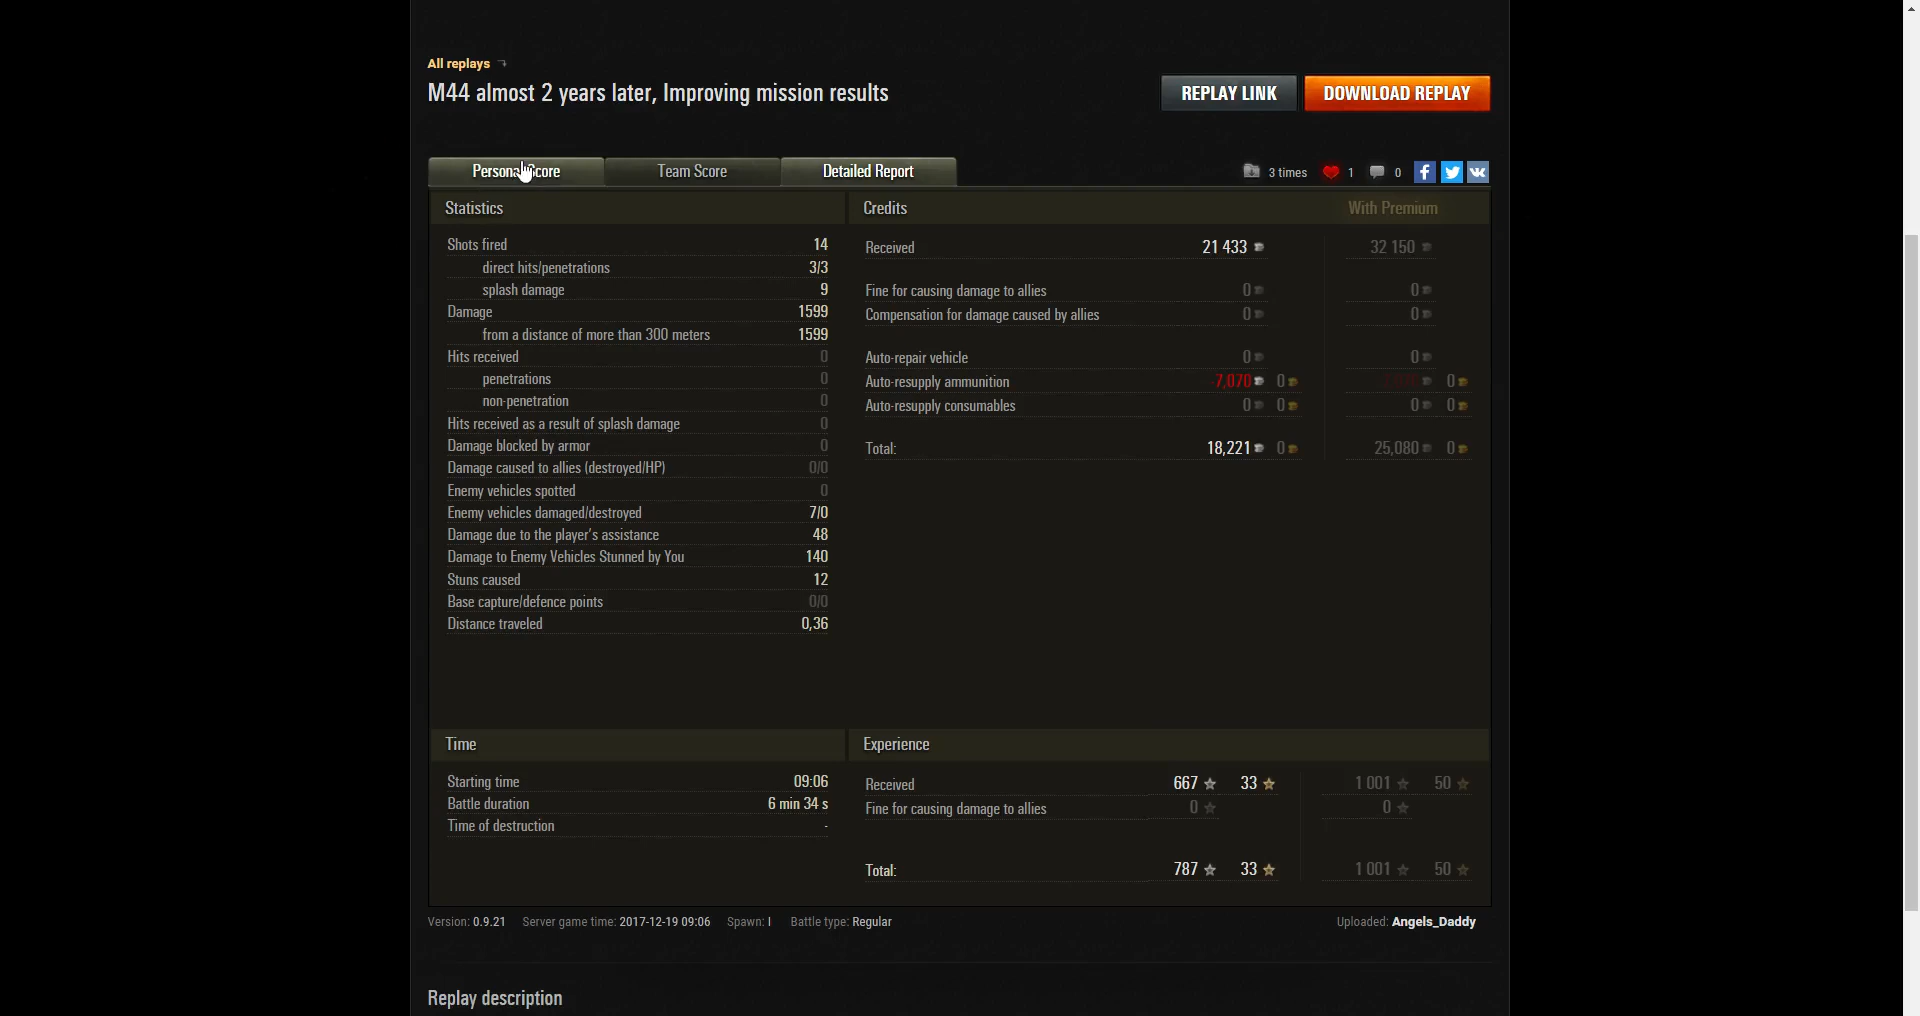 All replays
M44 almost 2 years later, Improving mission results
REPLAY LINK
DOWNLOAD REPLAY
Team Score
Detailed Report
3 times
1
0
Statistics
Shots fired 14
direct hits/penetrations 3/3
splash damage 9
Damage 1599
from a distance of more than 300 meters 1599
Hits received 0
penetrations 0
non-penetration 0
Hits received as a result of splash damage 0
Damage blocked by armor 0
Damage caused to allies (destroyed/HP) 0/0
Enemy vehicles spotted 0
Enemy vehicles damaged/destroyed 7/0
Damage due to the player's assistance 48
Damage to Enemy Vehicles Stunned by You 140
Stuns caused 12
Base capture/defence points 0/0
Distance traveled 0,36
Credits With Premium
Received 21 433 32 150
Fine for causing damage to allies 0 0
Compensation for damage caused by allies 0 0
Auto-repair vehicle 0 0
Auto-resupply ammunition -7,070 0 0
Auto-resupply consumables 0 0 0 0
Total: 18,221 0 25,080 0
Time
Starting time 09:06
Battle duration 6 min 34 s
Time of destruction -
Experience
Received 667 33 1 001 50
Fine for causing damage to allies 0 0
Total: 787 33 1 001 50
Version: 0.9.21 Server game time: 2017-12-19 09:06 Spawn: I Battle type: Regular
Uploaded: Angels_Daddy
Replay description